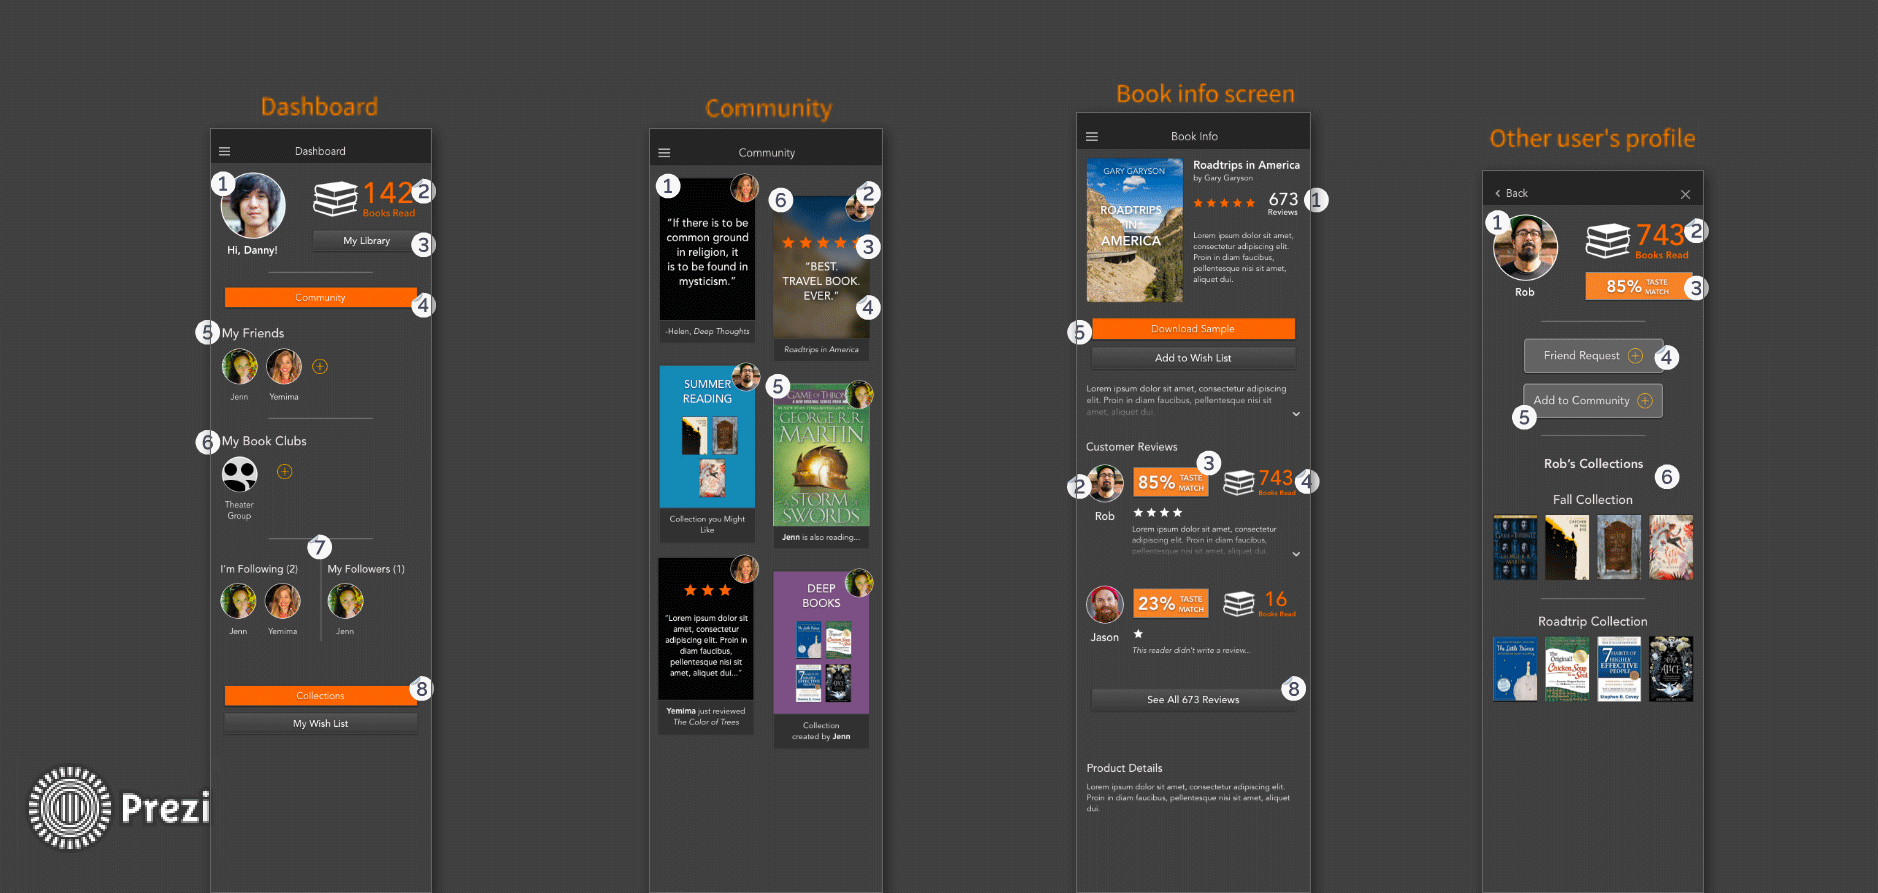 Dashboard
Dashboard
1
142
2
Books Read
My Library
3
Hi, Danny!
Community
4
5
My Friends
Jenn
Yemima
6
My Book Clubs
Theater
Group
7
I'm Following (2)
My Followers (1)
Jenn
Yemima
Jenn
Collections
8
My Wish List
Prezi
Community
Community
1
"If there is to be
common ground
in religion, it
is to be found in
mysticism."
-Helen, Deep Thoughts
6
2
3
"BEST.
TRAVEL BOOK.
EVER."
4
Roadtrips in America
SUMMER
READING
Collection you Might
Like
5
GAME OF THRONES
GEORGE R.R.
MARTIN
A STORM
OF
SWORDS
Jenn is also reading...
"Lorem ipsum dolor sit
amet, consectetur
adipiscing elit. Proin in
diam faucibus,
pellentesque nisi sit
amet, aliquet dui..."
Yemima just reviewed
The Color of Trees
DEEP
BOOKS
Collection
created by Jenn
Book info screen
Book Info
GARY GARYSON
ROADTRIPS
IN
AMERICA
Roadtrips in America
by Gary Garyson
673
Reviews
1
Lorem ipsum dolor sit amet,
consectetur adipiscing elit.
Proin in diam faucibus,
pellentesque nisi sit amet,
aliquet dui.
5
Download Sample
Add to Wish List
Lorem ipsum dolor sit amet, consectetur adipiscing
elit. Proin in diam faucibus, pellentesque nisi sit
amet, aliquet dui.
Customer Reviews
2
Rob
85% TASTE
MATCH
3
743
Books Read
4
Lorem ipsum dolor sit amet, consectetur
adipiscing elit. Proin in diam faucibus,
pellentesque nisi sit amet, aliquet dui.
Jason
23% TASTE
MATCH
16
Books Read
This reader didn't write a review...
See All 673 Reviews
8
Product Details
Lorem ipsum dolor sit amet, consectetur adipiscing elit.
Proin in diam faucibus, pellentesque nisi sit amet, aliquet
dui.
Other user's profile
Back
1
Rob
743
2
Books Read
85% TASTE
MATCH
3
Friend Request
4
Add to Community
5
Rob's Collections
6
Fall Collection
Roadtrip Collection
The Little Prince
The Original
Chicken Soup
for the
Soul
7
HABITS OF
HIGHLY
EFFECTIVE
PEOPLE
Stephen R. Covey
ALICE